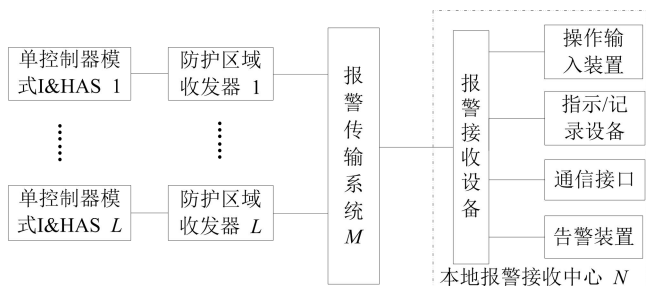 单控制器模
式I&HAS 1
防护区域
收发器 1
单控制器模
式I&HAS L
防护区域
收发器 L
报
警
传
输
系
统
M
报
警
接
收
设
备
操作输
入装置
指示/记
录设备
通信接口
告警装置
本地报警接收中心 N